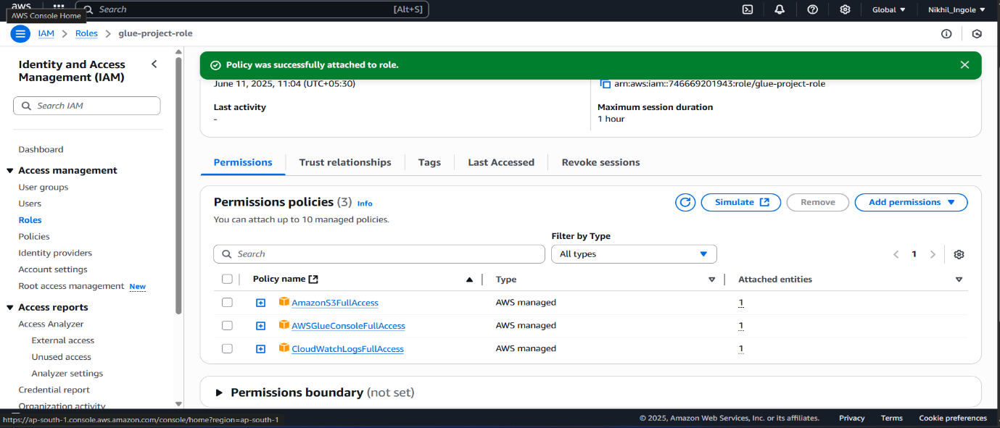 aws
Search [Alt+S]
Global Nikhil_Ingole
AWS Console Home
IAM Roles glue-project-role
Identity and Access
Management (IAM)
Search IAM
Dashboard
Access management
User groups
Users
Roles
Policies
Identity providers
Account settings
Root access management New
Access reports
Access Analyzer
External access
Unused access
Analyzer settings
Credential report
Organization activity
Policy was successfully attached to role.
June 11, 2025, 11:04 (UTC+05:30)
arn:aws:iam::746669201943:role/glue-project-role
Last activity
-
Maximum session duration
1 hour
Permissions Trust relationships Tags Last Accessed Revoke sessions
Permissions policies (3) Info
Simulate Remove Add permissions
You can attach up to 10 managed policies.
Filter by Type
Search All types 1
Policy name Type Attached entities
AmazonS3FullAccess AWS managed 1
AWSGlueConsoleFullAccess AWS managed 1
CloudWatchLogsFullAccess AWS managed 1
Permissions boundary (not set)
https://ap-south-1.console.aws.amazon.com/console/home?region=ap-south-1
© 2025, Amazon Web Services, Inc. or its affiliates. Privacy Terms Cookie preferences